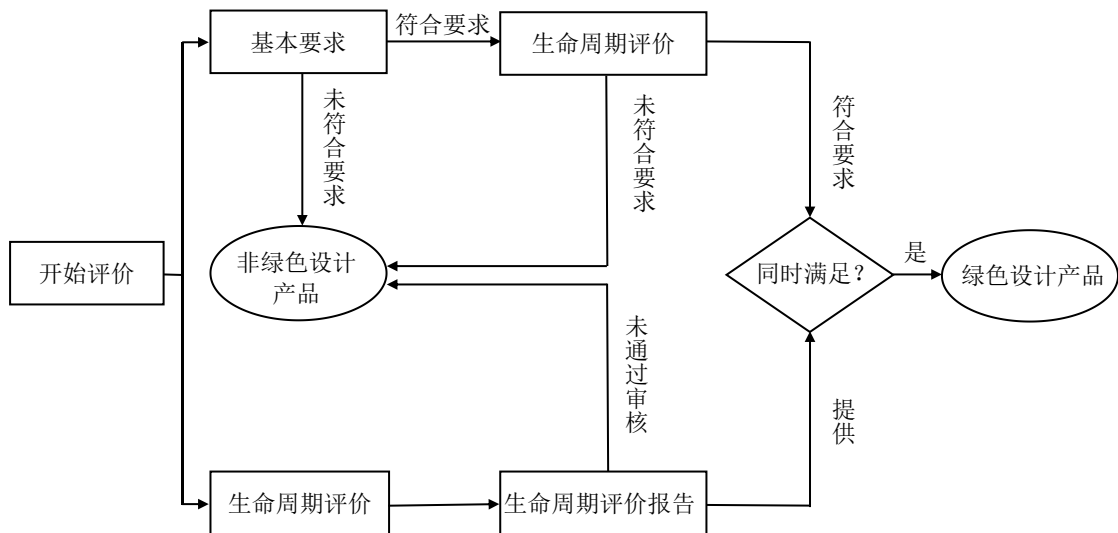 基本要求
符合要求
生命周期评价
未符合要求
未符合要求
符合要求
开始评价
非绿色设计
产品
同时满足?
是
绿色设计产品
未通过审核
提供
生命周期评价
生命周期评价报告